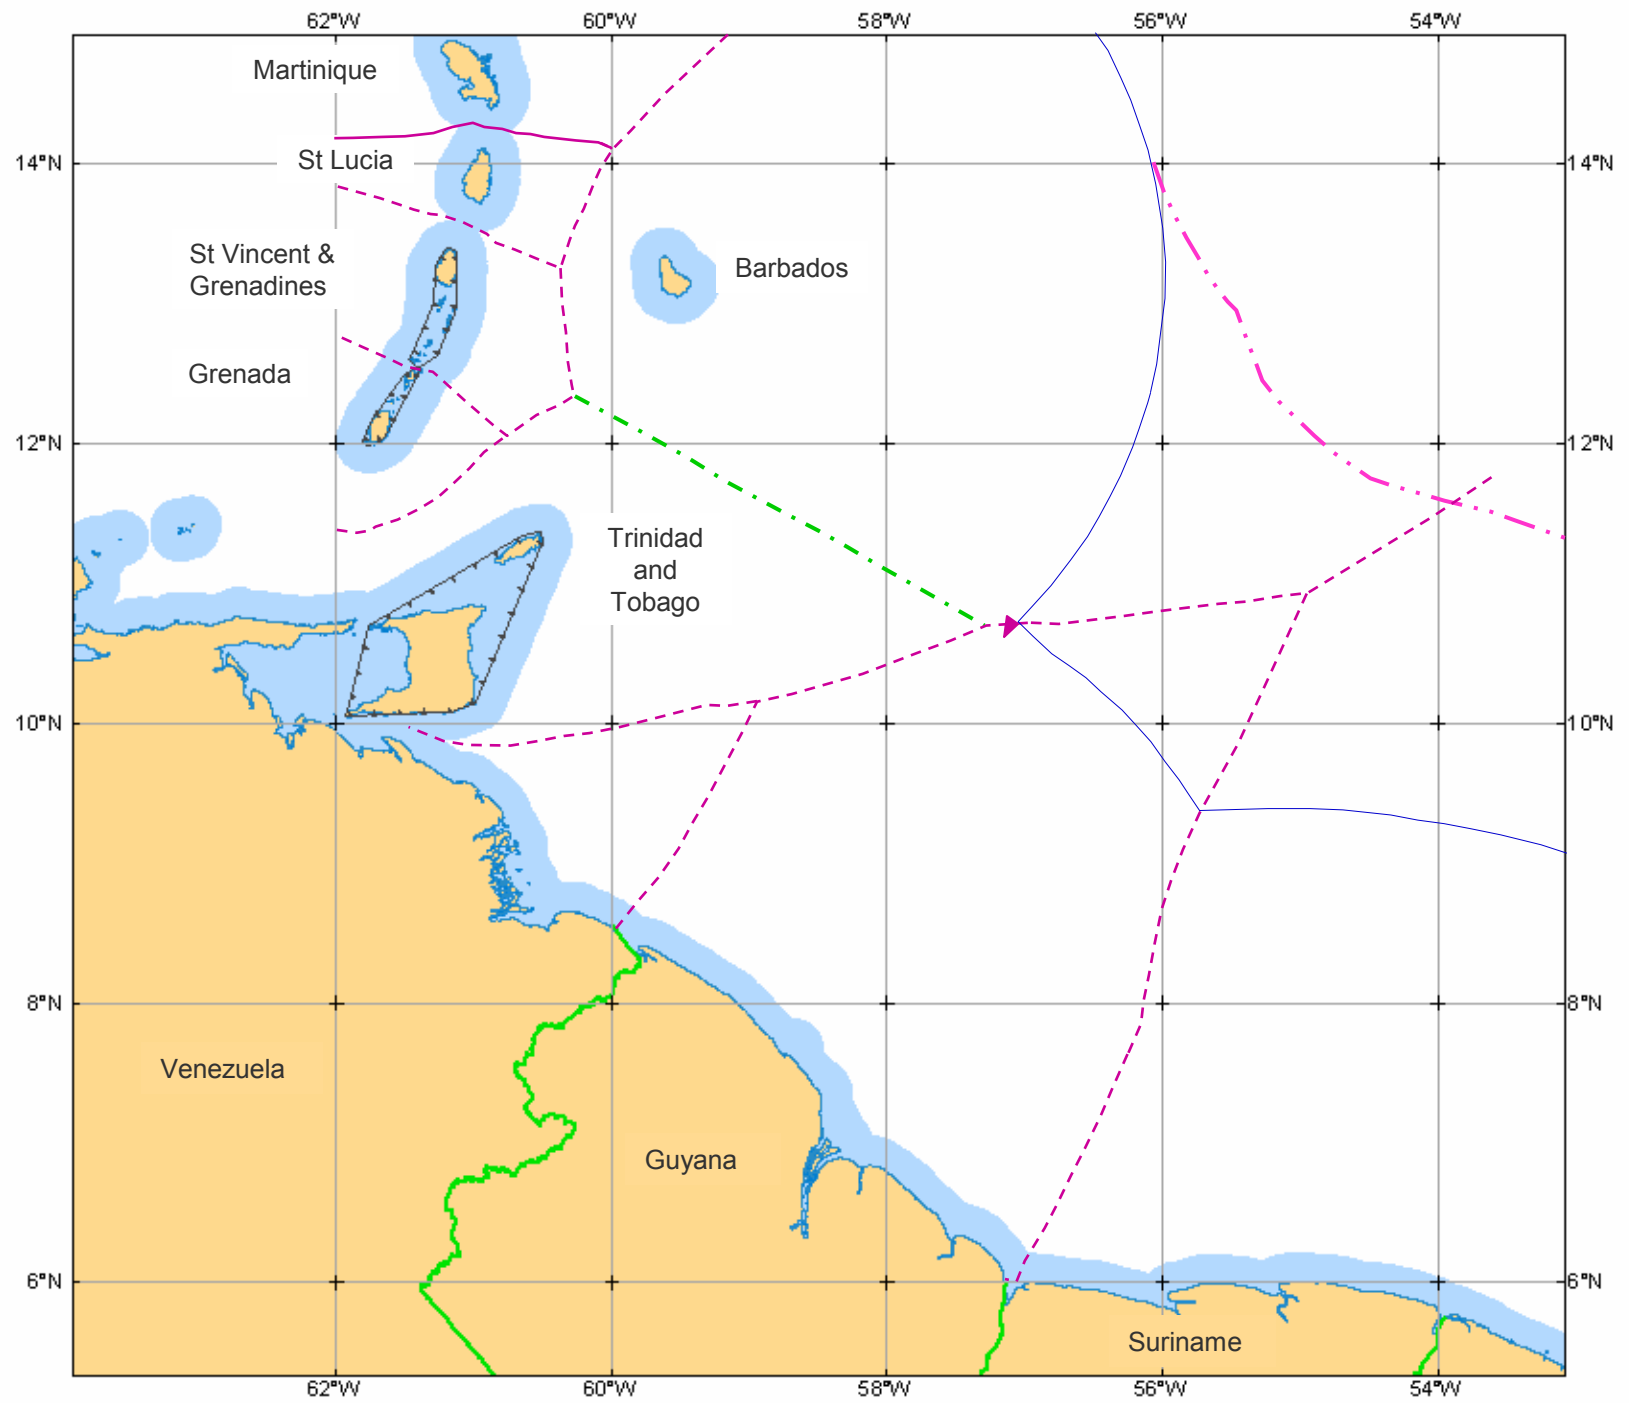 62°W 60°W 58°W 56°W 54°W
Martinique
14°N 14°N
St Lucia
St Vincent &
Grenadines
Barbados
Grenada
12°N 12°N
Trinidad
and
Tobago
10°N 10°N
8°N 8°N
Venezuela
Guyana
6°N 6°N
Suriname
62°W 60°W 58°W 56°W 54°W